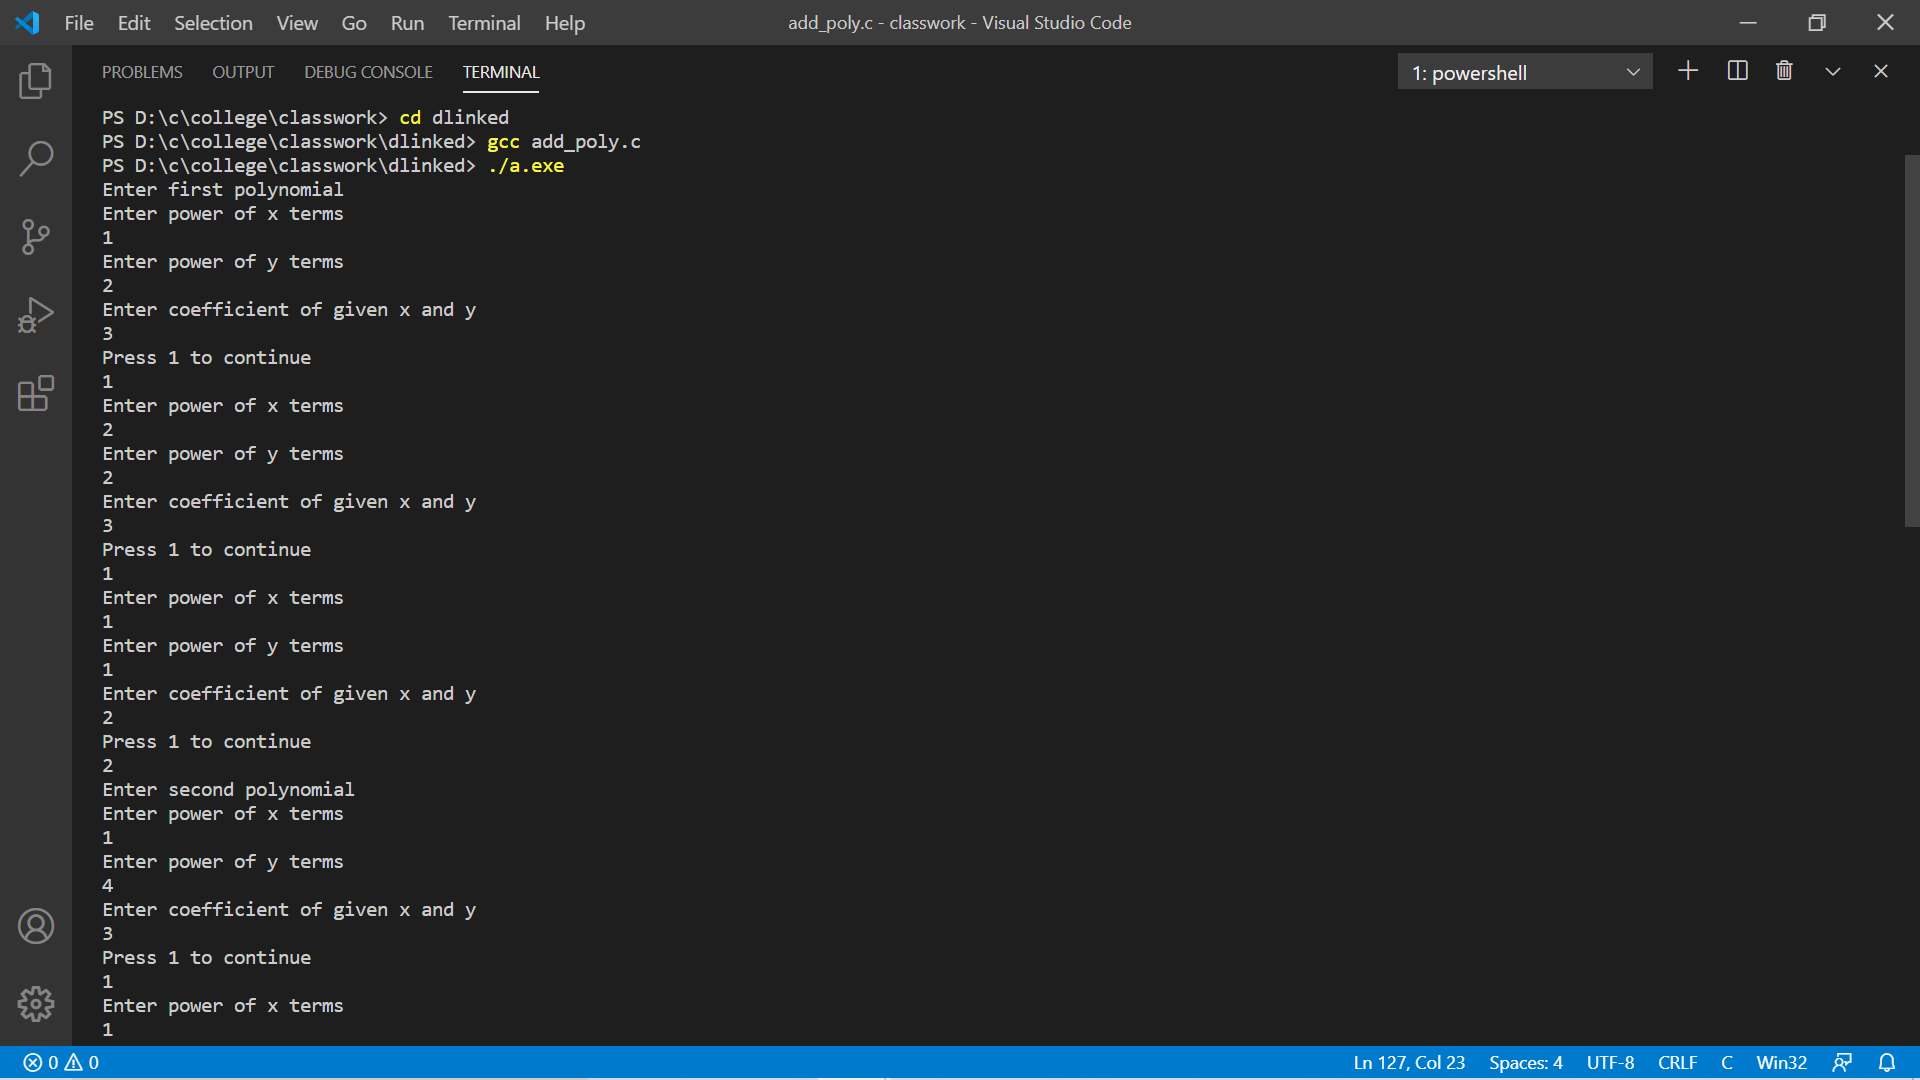 File Edit Selection View Go Run Terminal Help add_poly.c - classwork - Visual Studio Code
PROBLEMS OUTPUT DEBUG CONSOLE TERMINAL 1: powershell
PS D:\c\college\classwork> cd dlinked
PS D:\c\college\classwork\dlinked> gcc add_poly.c
PS D:\c\college\classwork\dlinked> ./a.exe
Enter first polynomial
Enter power of x terms
1
Enter power of y terms
2
Enter coefficient of given x and y
3
Press 1 to continue
1
Enter power of x terms
2
Enter power of y terms
2
Enter coefficient of given x and y
3
Press 1 to continue
1
Enter power of x terms
1
Enter power of y terms
1
Enter coefficient of given x and y
2
Press 1 to continue
2
Enter second polynomial
Enter power of x terms
1
Enter power of y terms
4
Enter coefficient of given x and y
3
Press 1 to continue
1
Enter power of x terms
1
0 0 Ln 127, Col 23 Spaces: 4 UTF-8 CRLF C Win32